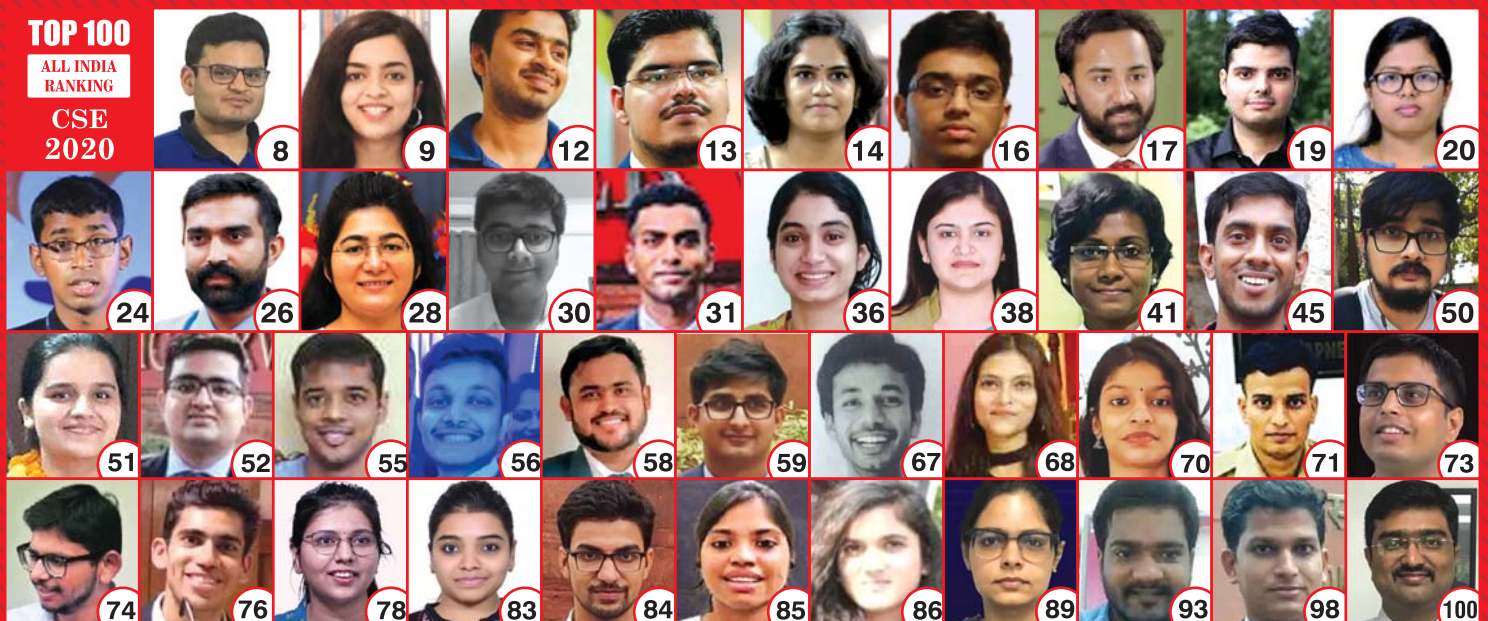 TOP 100
ALL INDIA
RANKING
CSE
2020
8 9 12 13 14 16 17 19 20
24 26 28 30 31 36 38 41 45 50
51 52 55 56 58 59 67 68 70 71 73
74 76 78 83 84 85 86 89 93 98 100